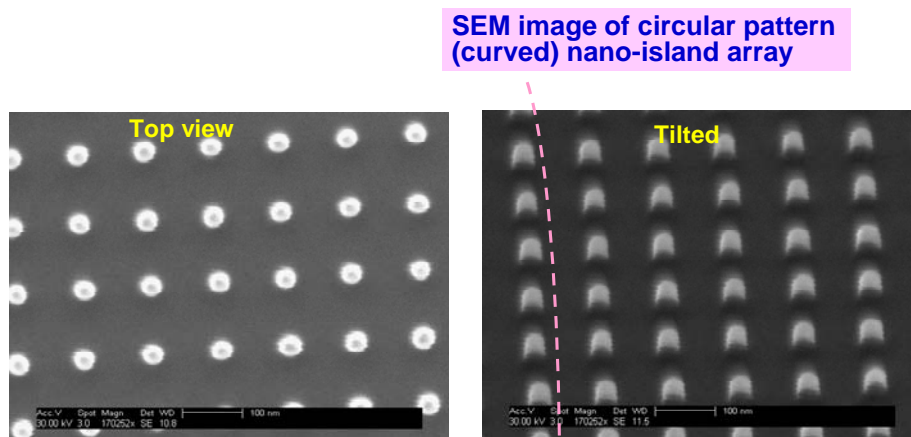 SEM image of circular pattern
(curved) nano-island array
Top view
Tilted
Acc.V Spot Magn Det WD 100 nm
30.00 kV 3.0 170252x SE 10.8
Acc.V Spot Magn Det WD 100 nm
30.00 kV 3.0 170252x SE 11.5